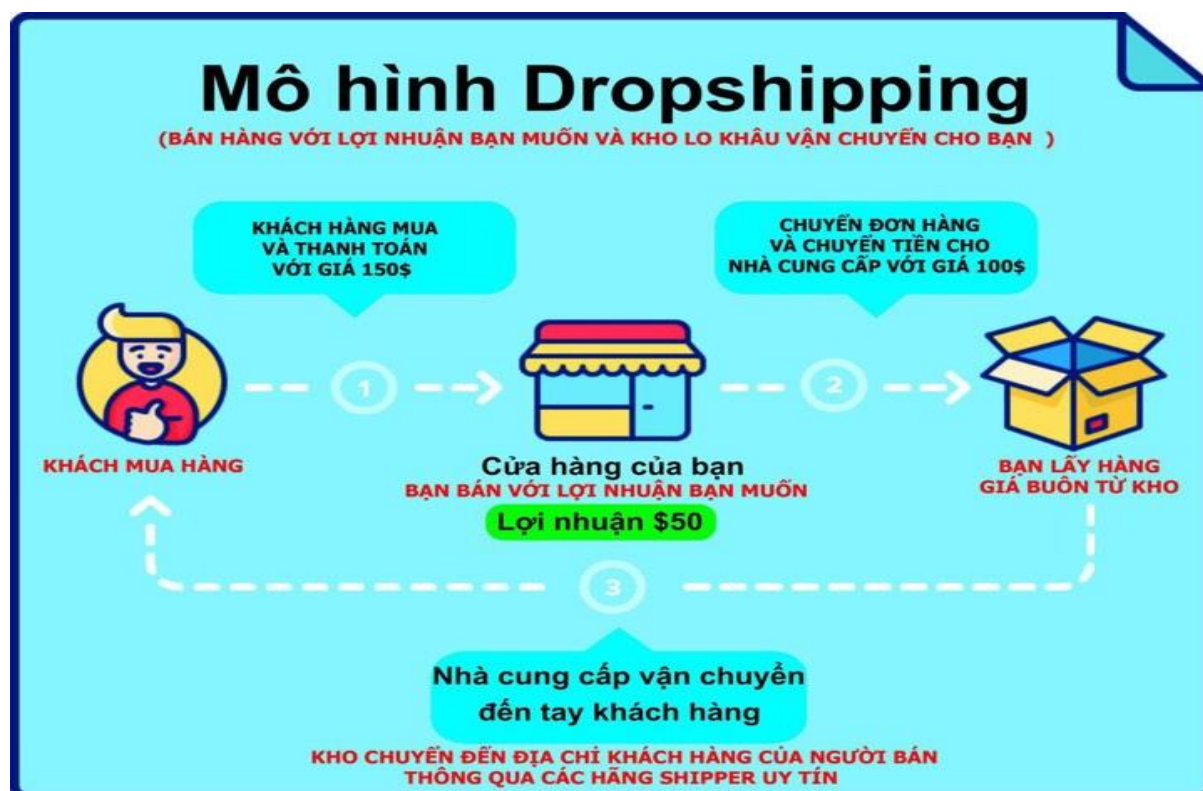 Mô hình Dropshipping
(BÁN HÀNG VỚI LỢI NHUẬN BẠN MUỐN VÀ KHO LO KHÂU VẬN CHUYỂN CHO BẠN )
KHÁCH HÀNG MUA
VÀ THANH TOÁN
VỚI GIÁ 150$
CHUYỂN ĐƠN HÀNG
VÀ CHUYỂN TIỀN CHO
NHÀ CUNG CẤP VỚI GIÁ 100$
1
2
KHÁCH MUA HÀNG
Cửa hàng của bạn
BẠN BÁN VỚI LỢI NHUẬN BẠN MUỐN
Lợi nhuận $50
BẠN LẤY HÀNG
GIÁ BUÔN TỪ KHO
3
Nhà cung cấp vận chuyển
đến tay khách hàng
KHO CHUYỂN ĐẾN ĐỊA CHỈ KHÁCH HÀNG CỦA NGƯỜI BÁN
THÔNG QUA CÁC HÃNG SHIPPER UY TÍN